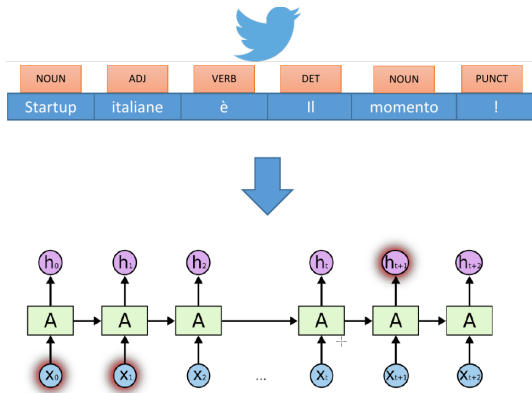 NOUN ADJ VERB DET NOUN PUNCT
Startup italiane è Il momento !
h₀ h₁ h₂ hₜ hₜ₊₁ hₜ₊₂
A A A A A A
x₀ x₁ x₂ ... xₜ xₜ₊₁ xₜ₊₂